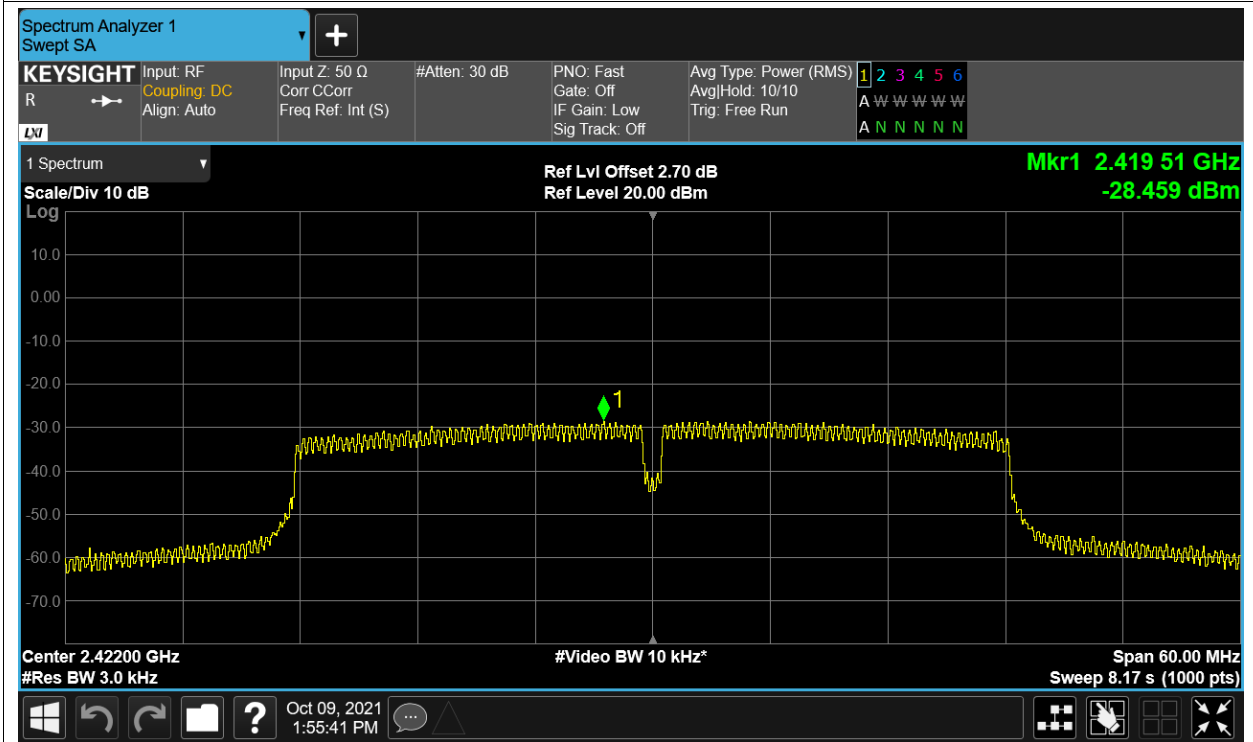 Spectrum Analyzer 1
Swept SA
+
KEYSIGHT Input: RF Input Z: 50 Ω #Atten: 30 dB PNO: Fast Avg Type: Power (RMS) 1 2 3 4 5 6
R Coupling: DC Corr CCorr Gate: Off Avg|Hold: 10/10 A W W W W W
Align: Auto Freq Ref: Int (S) IF Gain: Low Trig: Free Run
LXI Sig Track: Off A N N N N N
1 Spectrum Ref Lvl Offset 2.70 dB Mkr1 2.419 51 GHz
Scale/Div 10 dB Ref Level 20.00 dBm -28.459 dBm
Log
10.0
0.00
-10.0
-20.0
1
-30.0
-40.0
-50.0
-60.0
-70.0
Center 2.42200 GHz #Video BW 10 kHz* Span 60.00 MHz
#Res BW 3.0 kHz Sweep 8.17 s (1000 pts)
? Oct 09, 2021
1:55:41 PM